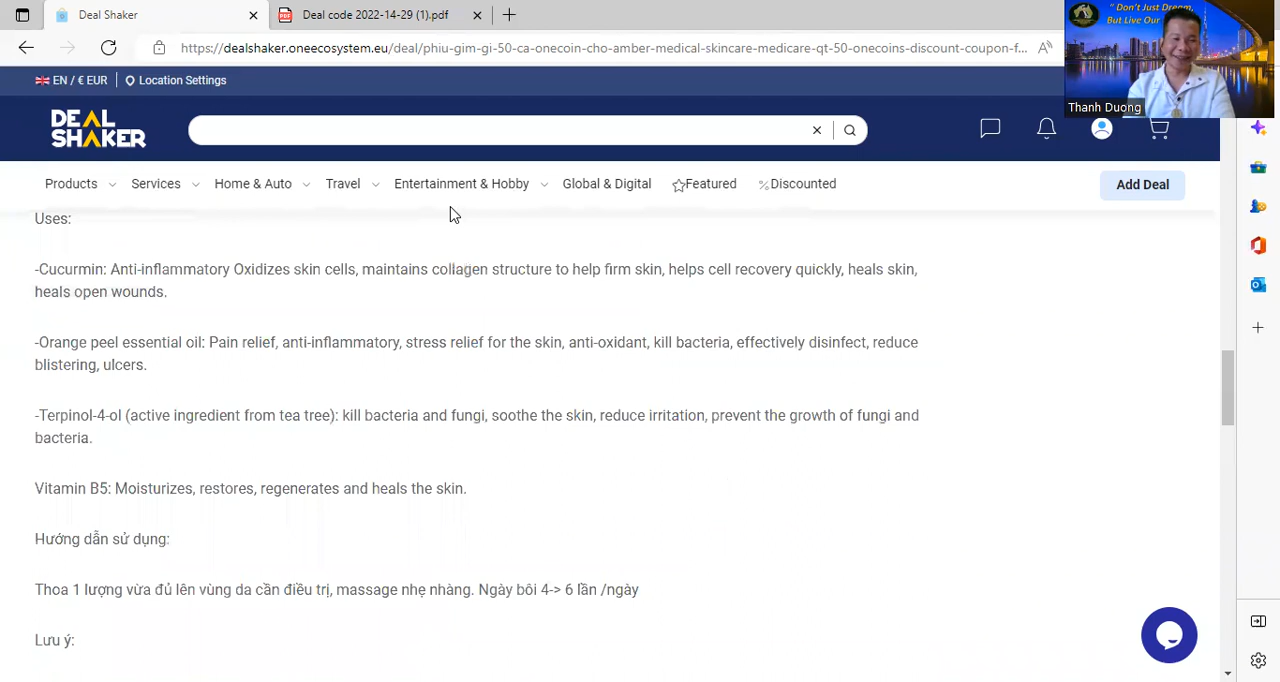 Deal Shaker
Deal code 2022-14-29 (1).pdf
https://dealshaker.oneecosystem.eu/deal/phiu-gim-gi-50-ca-onecoin-cho-amber-medical-skincare-medicare-qt-50-onecoins-discount-coupon-f...
" Don't Just Dream,
But Live Our
Thanh Duong
EN / € EUR
Location Settings
DEAL
SHAKER
Products
Services
Home & Auto
Travel
Entertainment & Hobby
Global & Digital
Featured
Discounted
Add Deal
Uses:
-Cucurmin: Anti-inflammatory Oxidizes skin cells, maintains collagen structure to help firm skin, helps cell recovery quickly, heals skin,
heals open wounds.
-Orange peel essential oil: Pain relief, anti-inflammatory, stress relief for the skin, anti-oxidant, kill bacteria, effectively disinfect, reduce
blistering, ulcers.
-Terpinol-4-ol (active ingredient from tea tree): kill bacteria and fungi, soothe the skin, reduce irritation, prevent the growth of fungi and
bacteria.
Vitamin B5: Moisturizes, restores, regenerates and heals the skin.
Hướng dẫn sử dụng:
Thoa 1 lượng vừa đủ lên vùng da cần điều trị, massage nhẹ nhàng. Ngày bôi 4-> 6 lần /ngày
Lưu ý: